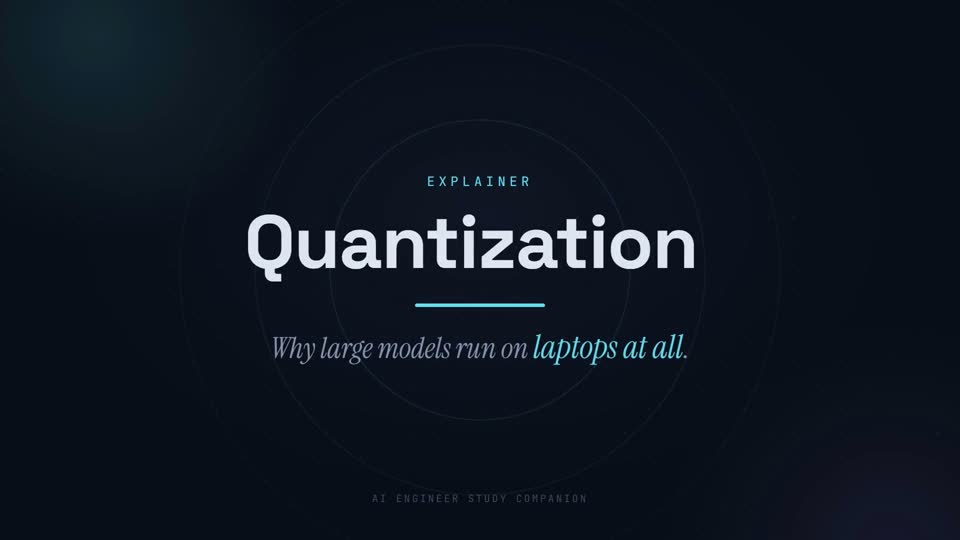 EXPLAINER
Quantization
Why large models run on laptops at all.
AI ENGINEER STUDY COMPANION